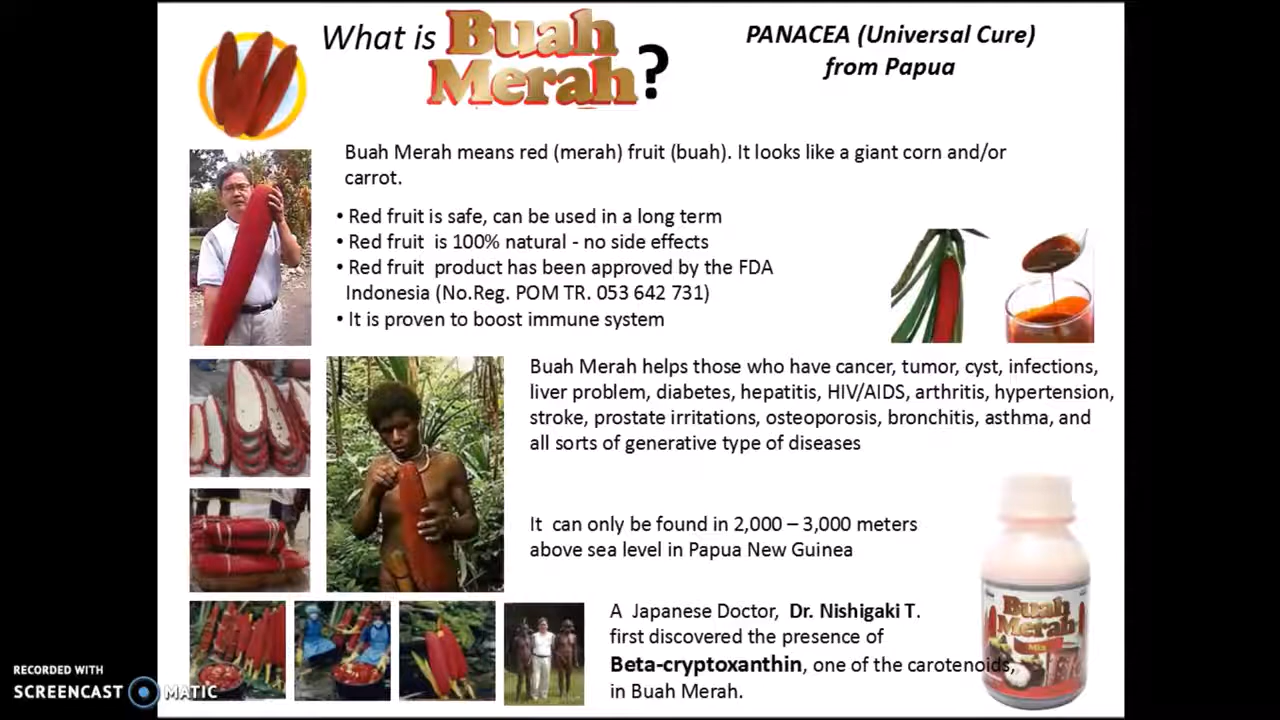 What is Buah Merah?
PANACEA (Universal Cure)
from Papua
Buah Merah means red (merah) fruit (buah). It looks like a giant corn and/or
carrot.
• Red fruit is safe, can be used in a long term
• Red fruit is 100% natural - no side effects
• Red fruit product has been approved by the FDA
Indonesia (No.Reg. POM TR. 053 642 731)
• It is proven to boost immune system
Buah Merah helps those who have cancer, tumor, cyst, infections,
liver problem, diabetes, hepatitis, HIV/AIDS, arthritis, hypertension,
stroke, prostate irritations, osteoporosis, bronchitis, asthma, and
all sorts of generative type of diseases
It can only be found in 2,000 – 3,000 meters
above sea level in Papua New Guinea
A Japanese Doctor, Dr. Nishigaki T.
first discovered the presence of
Beta-cryptoxanthin, one of the carotenoids,
in Buah Merah.
Buah
Merah
Mix
RECORDED WITH
SCREENCAST MATIC